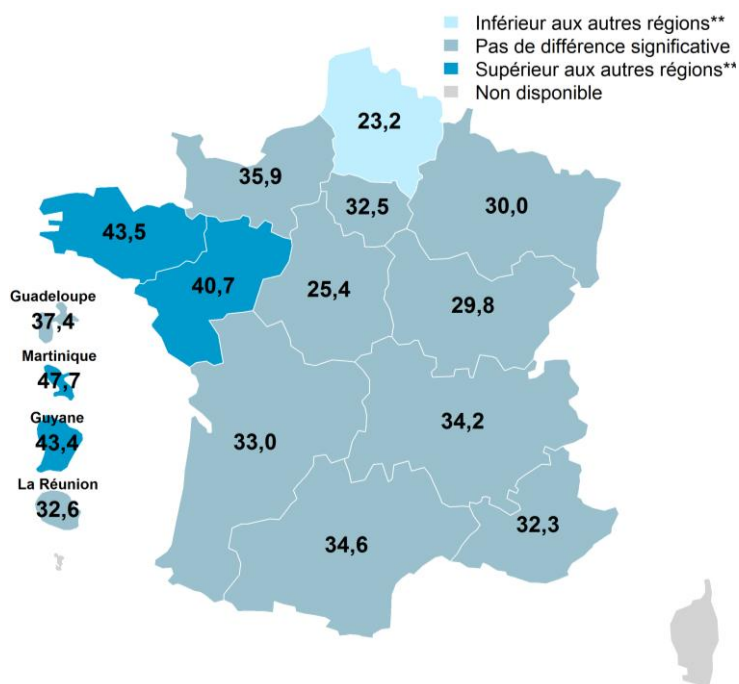 Inférieur aux autres régions**
Pas de différence significative
Supérieur aux autres régions**
Non disponible
23,2
35,9
32,5
30,0
43,5
40,7
25,4
29,8
Guadeloupe
37,4
Martinique
47,7
Guyane
43,4
La Réunion
32,6
33,0
34,2
34,6
32,3